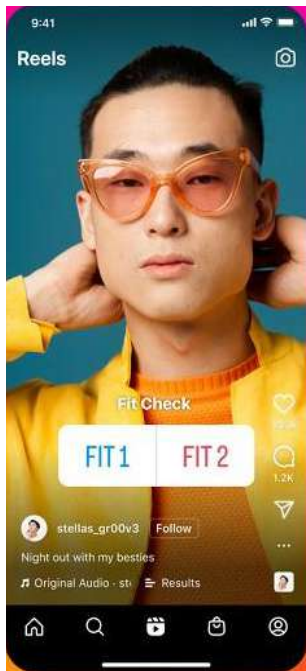 9:41
Reels
Fit Check
FIT 1
FIT 2
1.2K
stellas_gr00v3 Follow
Night out with my besties
Original Audio · st
Results